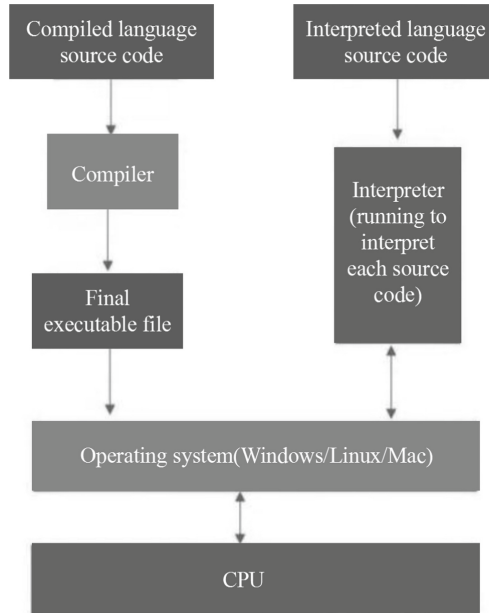 Compiled language
source code
Interpreted language
source code
Compiler
Interpreter
(running to
interpret
each source
code)
Final
executable file
Operating system(Windows/Linux/Mac)
CPU